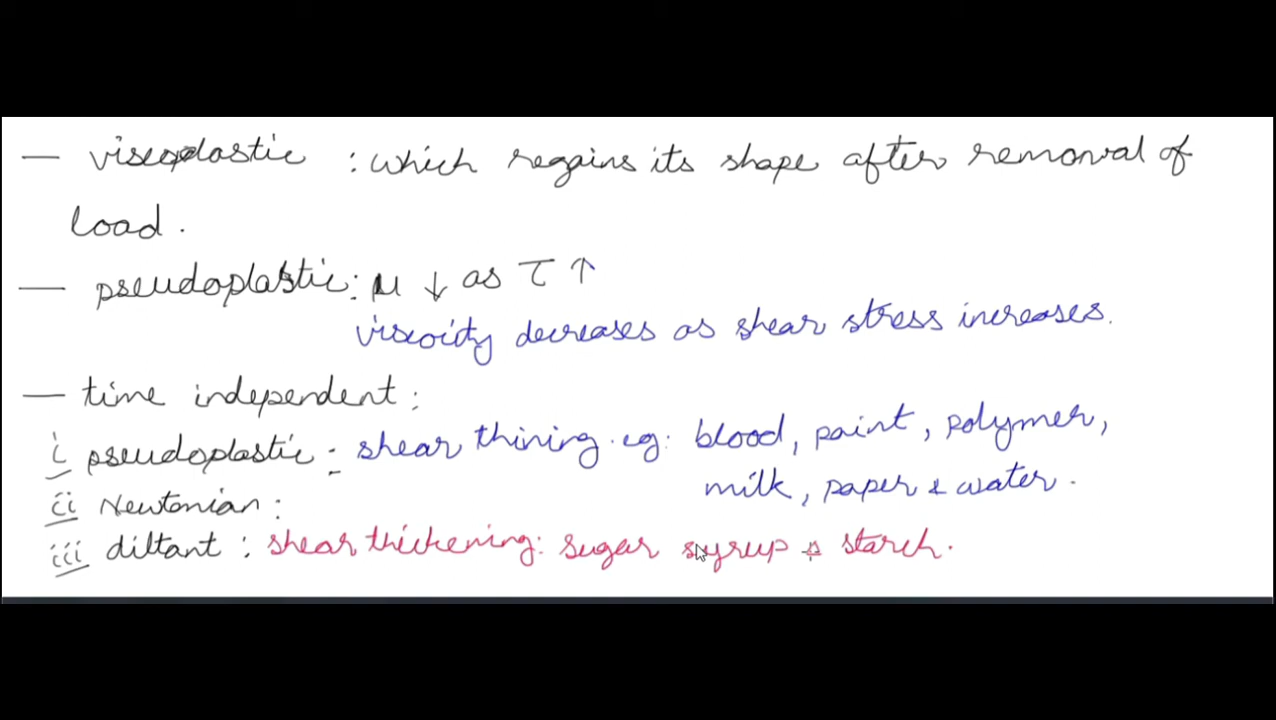 — viscoplastic : which regains its shape after removal of
load.
— pseudoplastic: μ ↓ as τ ↑
viscoity decreases as shear stress increases.
— time independent :
i pseudoplastic - shear thining. eg: blood, paint, polymer,
milk, paper & water.
ii Newtonian :
iii diltant : shear thickening: sugar syrup & starch.